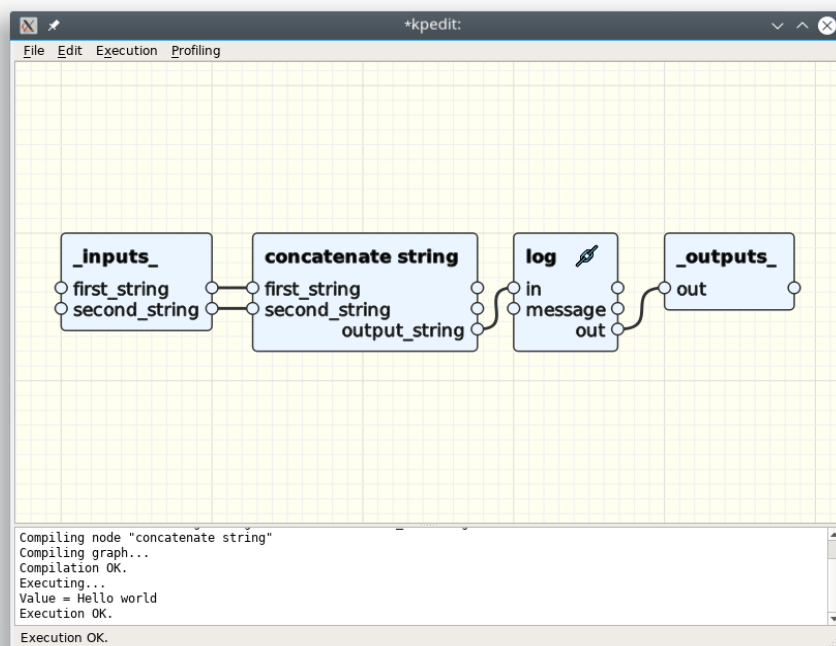 *kpedit:
File Edit Execution Profiling
_inputs_
first_string
second_string
concatenate string
first_string
second_string
output_string
log
in
message
out
_outputs_
out
Compiling node "concatenate string"
Compiling graph...
Compilation OK.
Executing...
Value = Hello world
Execution OK.
Execution OK.